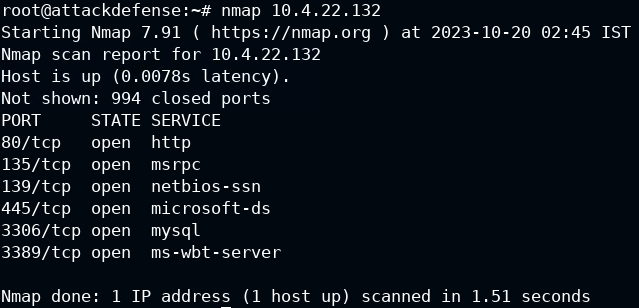 root@attackdefense:~# nmap 10.4.22.132
Starting Nmap 7.91 ( https://nmap.org ) at 2023-10-20 02:45 IST
Nmap scan report for 10.4.22.132
Host is up (0.0078s latency).
Not shown: 994 closed ports
PORT     STATE SERVICE
80/tcp   open  http
135/tcp  open  msrpc
139/tcp  open  netbios-ssn
445/tcp  open  microsoft-ds
3306/tcp open  mysql
3389/tcp open  ms-wbt-server
Nmap done: 1 IP address (1 host up) scanned in 1.51 seconds